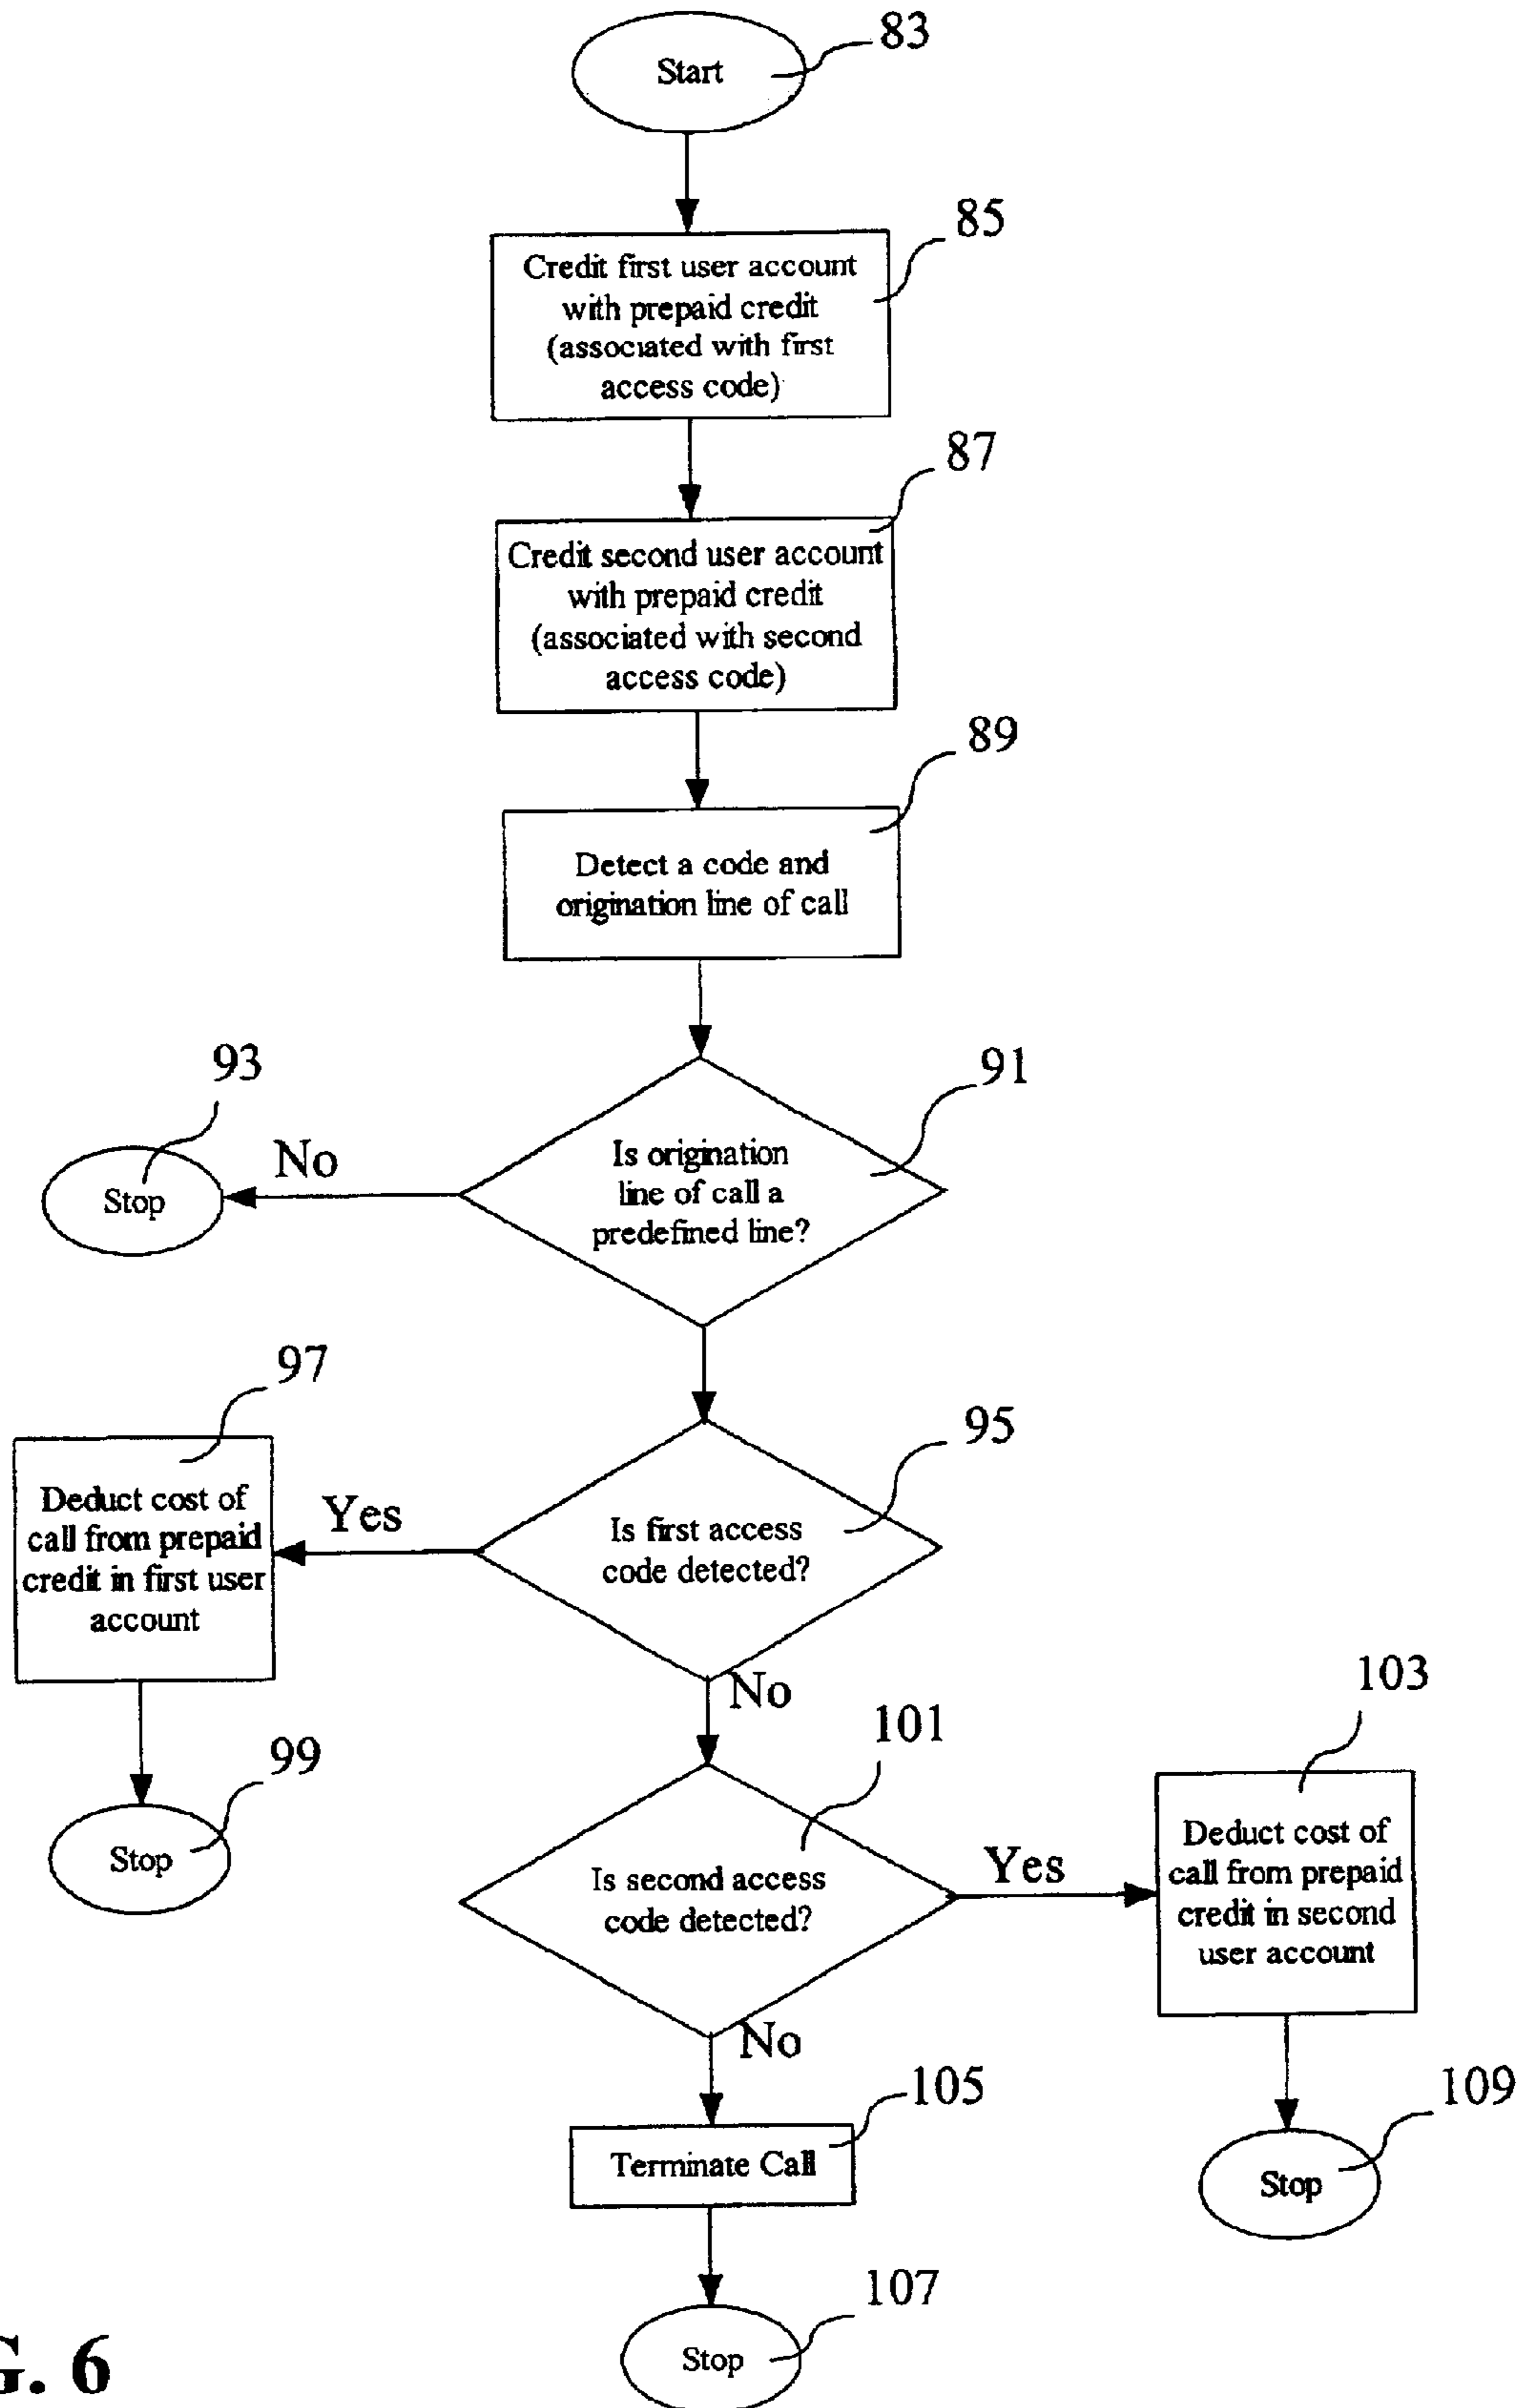 83
Start
85
Credit first user account
with prepaid credit
(associated with first
access code)
87
Credit second user account
with prepaid credit
(associated with second
access code)
89
Detect a code and
origination line of call
91
Is origination
line of call a
predefined line?
No
93
Stop
95
Is first access
code detected?
Yes
97
Deduct cost of
call from prepaid
credit in first user
account
99
Stop
No
101
Is second access
code detected?
Yes
103
Deduct cost of
call from prepaid
credit in second
user account
109
Stop
No
105
Terminate Call
107
Stop
G. 6